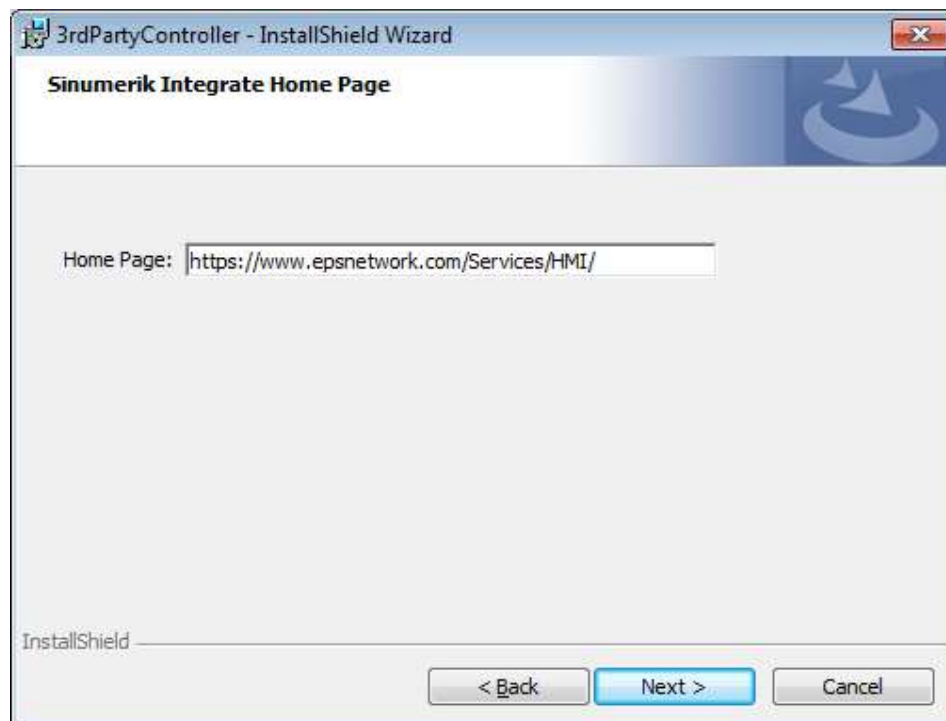 3rdPartyController - InstallShield Wizard
Sinumerik Integrate Home Page
Home Page: https://www.epsnetwork.com/Services/HMI/
InstallShield
< Back Next > Cancel